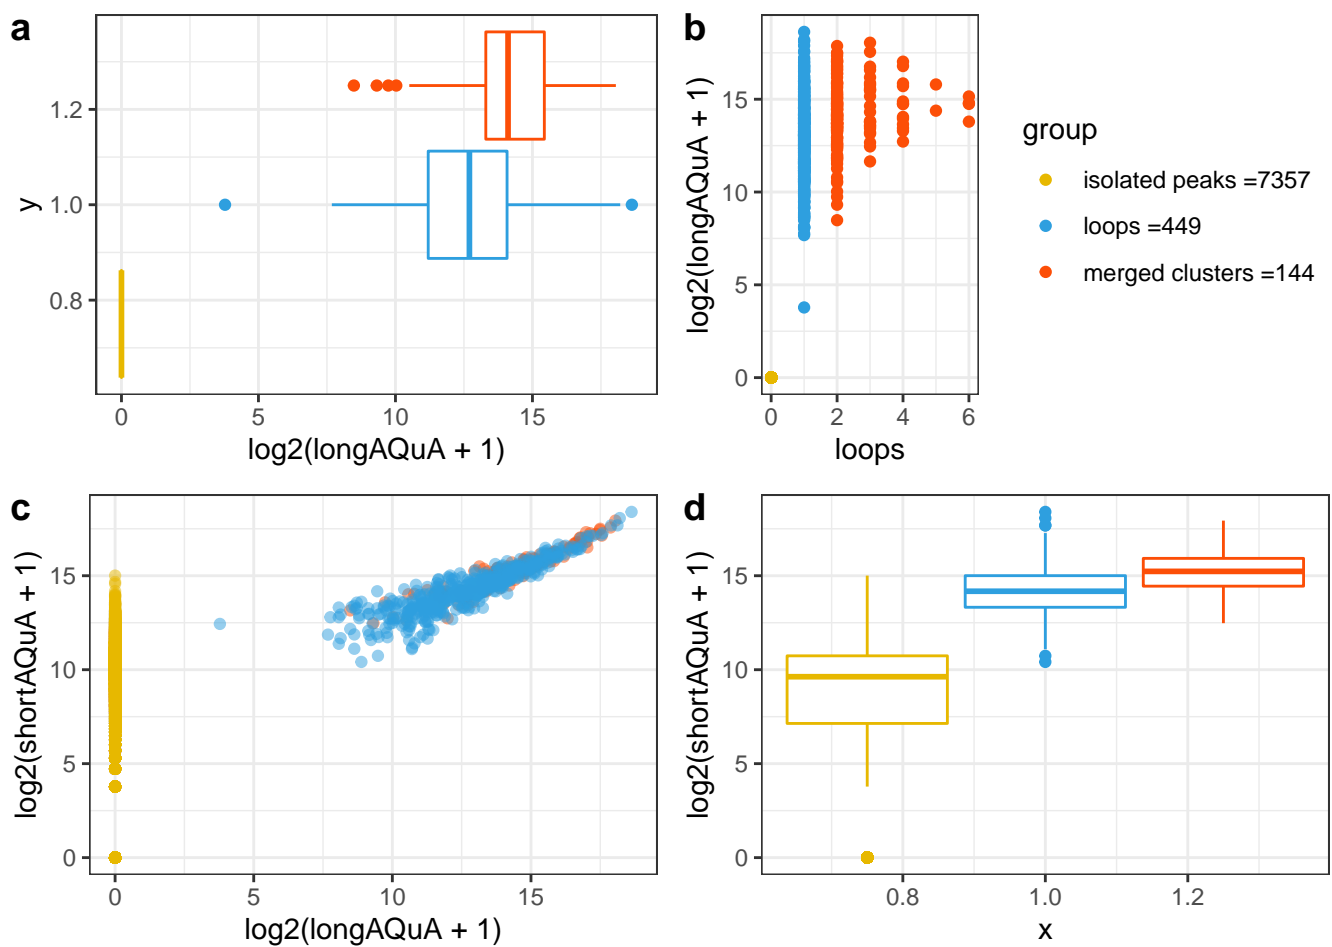 a
y
1.2
1.0
0.8
0 5 10 15
log2(longAQuA + 1)
b
log2(longAQuA + 1)
15
10
5
0
0 2 4 6
loops
group
isolated peaks =7357
loops =449
merged clusters =144
c
log2(shortAQuA + 1)
15
10
5
0
0 5 10 15
log2(longAQuA + 1)
d
log2(shortAQuA + 1)
15
10
5
0
0.8 1.0 1.2
x